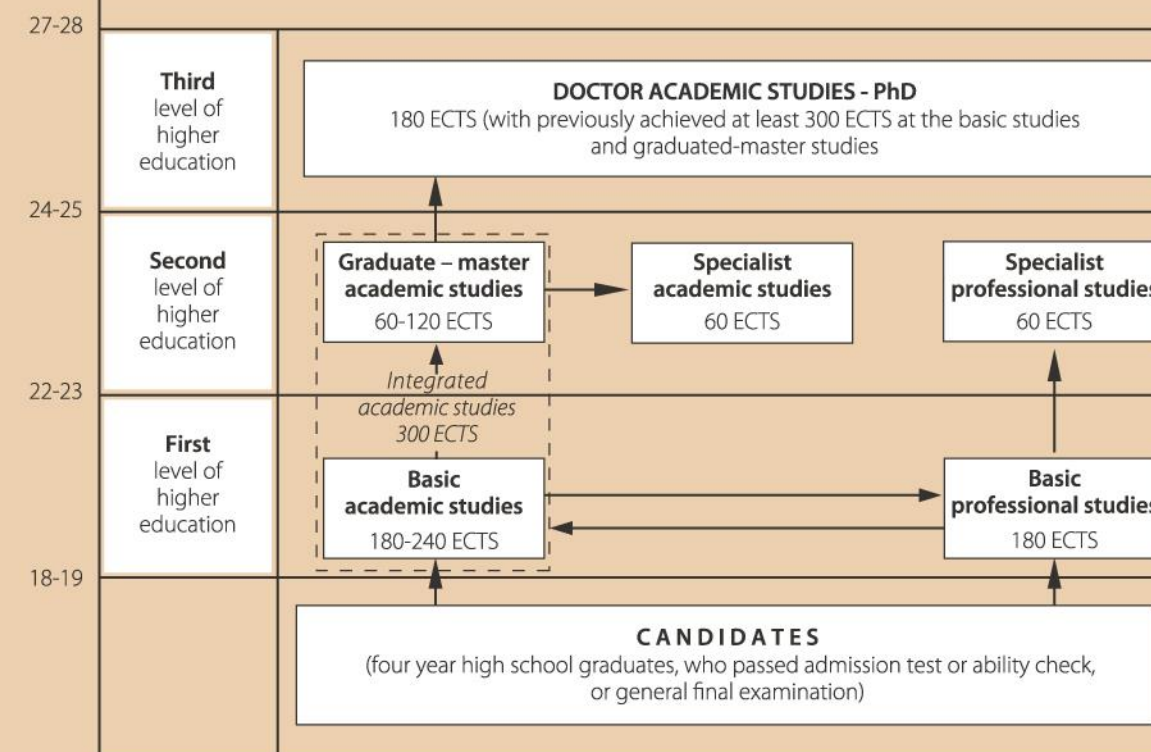 27-28
Third
level of
higher
education
DOCTOR ACADEMIC STUDIES - PhD
180 ECTS (with previously achieved at least 300 ECTS at the basic studies
and graduated-master studies
24-25
Second
level of
higher
education
Graduate – master
academic studies
60-120 ECTS
Specialist
academic studies
60 ECTS
Specialist
professional studies
60 ECTS
22-23
Integrated
academic studies
300 ECTS
First
level of
higher
education
Basic
academic studies
180-240 ECTS
Basic
professional studies
180 ECTS
18-19
CANDIDATES
(four year high school graduates, who passed admission test or ability check,
or general final examination)